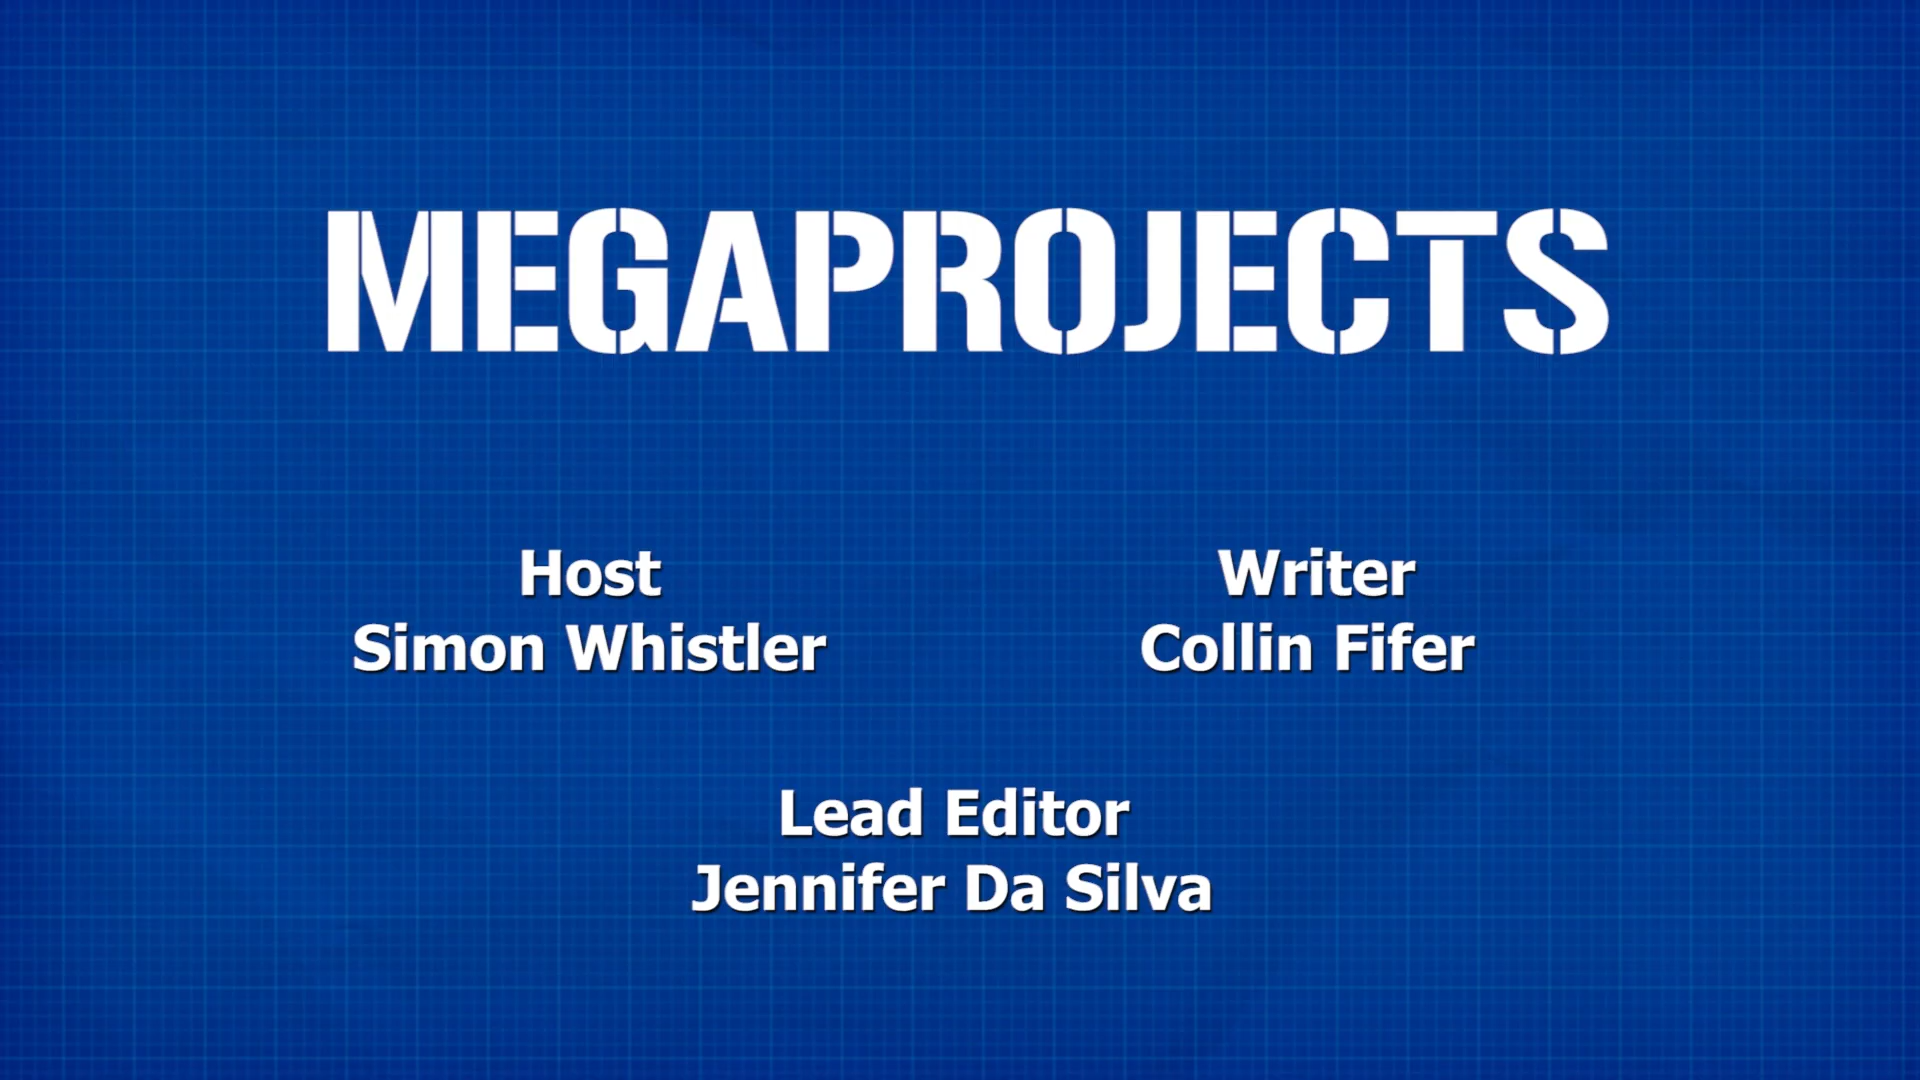 MEGAPROJECTS
Host
Simon Whistler
Writer
Collin Fifer
Lead Editor
Jennifer Da Silva